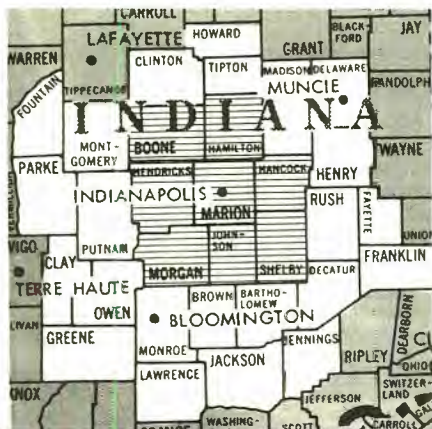 CARROLL
WARREN
LAFAYETTE
HOWARD
BLACK-
FORD
JAY
GRANT
CLINTON
TIPTON
MADISON
DELAWARE
MUNCIE
RANDOLPH
FOUNTAIN
TIPPECANOE
INDIANA
MONT-
GOMERY
BOONE
HAMILTON
WAYNE
PARKE
HENDRICKS
HANCOCK
HENRY
INDIANAPOLIS
MARION
RUSH
FAYETTE
UNION
VERMILLION
PUTNAM
JOHN-
SON
VIGO
CLAY
MORGAN
SHELBY
DECATUR
FRANKLIN
TERRE HAUTE
OWEN
BROWN
BARTHO-
LOMEW
BLOOMINGTON
LIVAN
GREENE
MONROE
JACKSON
JENNINGS
RIPLEY
DEARBORN
C
OHIO
LAWRENCE
SWITZER-
LAND
KNOX
JEFFERSON
WASHING-
SCOTT
CARROLL
GAL